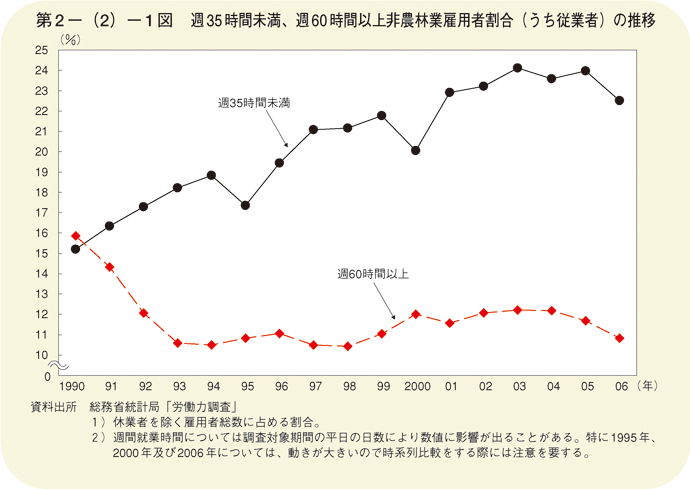 第2－（2）－1図　週35時間未満、週60時間以上非農林業雇用者割合（うち従業者）の推移
（%）
25
24
23
22
21
20
19
18
17
16
15
14
13
12
11
10
0
週35時間未満
週60時間以上
1990 91 92 93 94 95 96 97 98 99 2000 01 02 03 04 05 06（年）
資料出所　総務省統計局「労働力調査」
1）休業者を除く雇用者総数に占める割合。
2）週間就業時間については調査対象期間の平日の日数により数値に影響が出ることがある。特に1995年、
2000年及び2006年については、動きが大きいので時系列比較をする際には注意を要する。